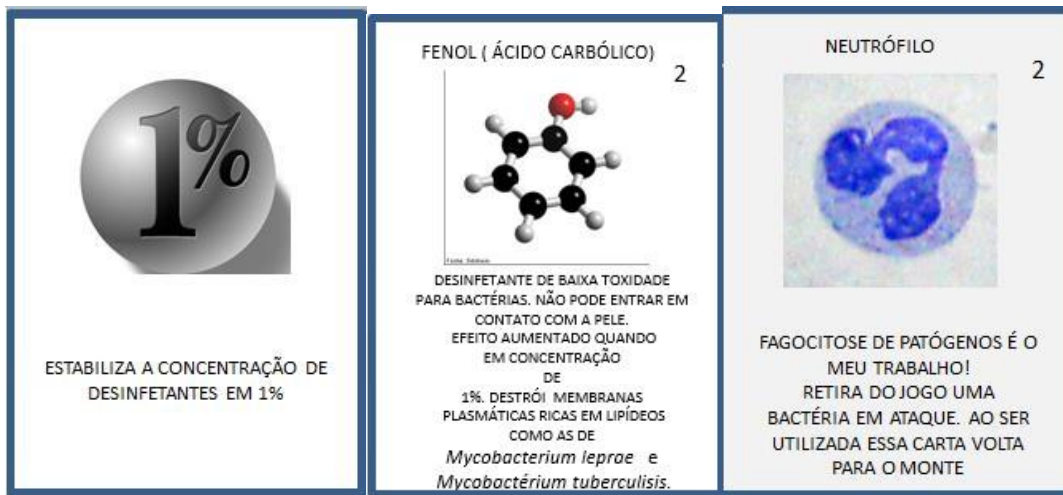 1%
ESTABILIZA A CONCENTRAÇÃO DE
DESINFETANTES EM 1%
FENOL ( ÁCIDO CARBÓLICO)
2
DESINFETANTE DE BAIXA TOXIDADE
PARA BACTÉRIAS. NÃO PODE ENTRAR EM
CONTATO COM A PELE.
EFEITO AUMENTADO QUANDO
EM CONCENTRAÇÃO
DE
1%. DESTRÓI MEMBRANAS
PLASMÁTICAS RICAS EM LIPÍDEOS
COMO AS DE
Mycobacterium leprae e
Mycobactérium tuberculisis.
NEUTRÓFILO
2
FAGOCITOSE DE PATÓGENOS É O
MEU TRABALHO!
RETIRA DO JOGO UMA
BACTÉRIA EM ATAQUE. AO SER
UTILIZADA ESSA CARTA VOLTA
PARA O MONTE